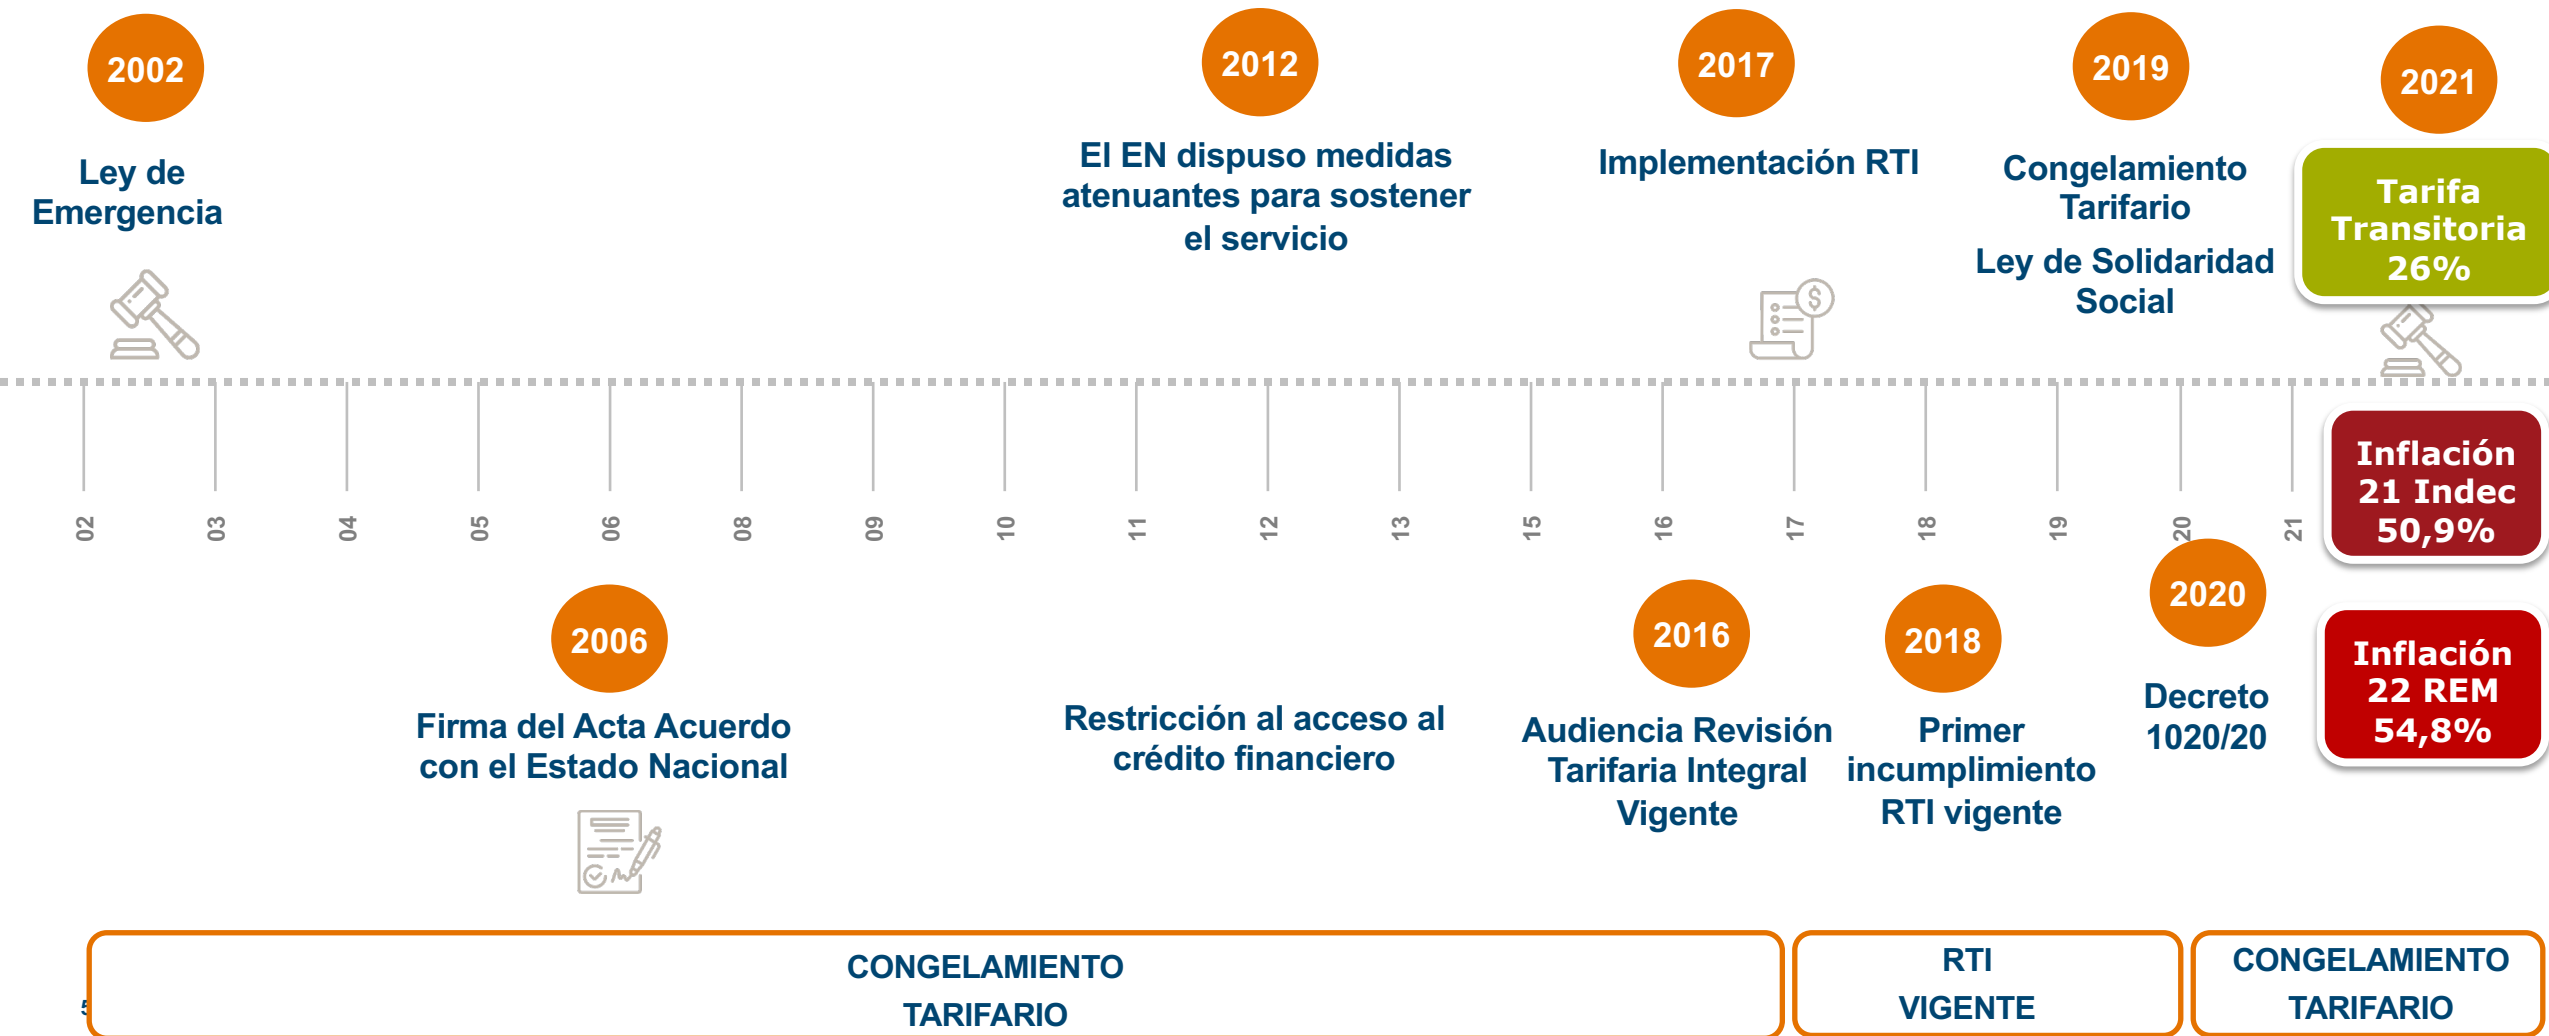 2002
Ley de
Emergencia
2012
El EN dispuso medidas
atenuantes para sostener
el servicio
2017
Implementación RTI
2019
Congelamiento
Tarifario
Ley de Solidaridad
Social
2021
Tarifa
Transitoria
26%
$
02
03
04
05
06
08
09
10
11
12
13
15
16
17
18
19
20
21
Inflación
21 Indec
50,9%
2006
Firma del Acta Acuerdo
con el Estado Nacional
Restricción al acceso al
crédito financiero
2016
Audiencia Revisión
Tarifaria Integral
Vigente
2018
Primer
incumplimiento
RTI vigente
2020
Decreto
1020/20
Inflación
22 REM
54,8%
CONGELAMIENTO
TARIFARIO
RTI
VIGENTE
CONGELAMIENTO
TARIFARIO